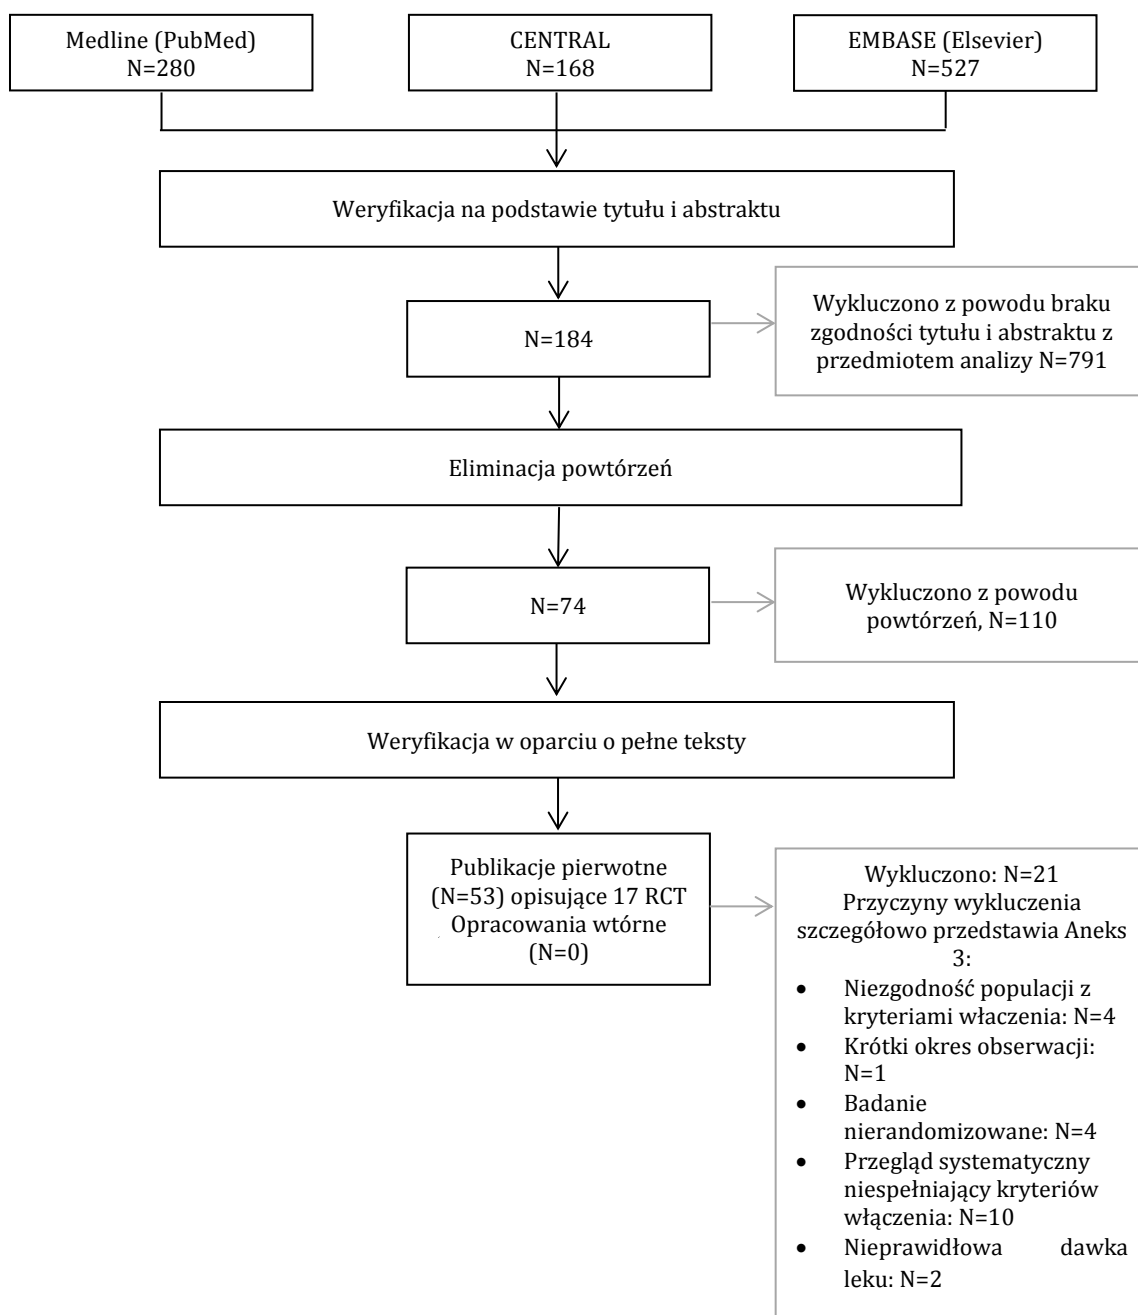 Medline (PubMed)
N=280
CENTRAL
N=168
EMBASE (Elsevier)
N=527
Weryfikacja na podstawie tytułu i abstraktu
N=184
Wykluczono z powodu braku
zgodności tytułu i abstraktu z
przedmiotem analizy N=791
Eliminacja powtórzeń
N=74
Wykluczono z powodu
powtórzeń, N=110
Weryfikacja w oparciu o pełne teksty
Publikacje pierwotne
(N=53) opisujące 17 RCT
Opracowania wtórne
(N=0)
Wykluczono: N=21
Przyczyny wykluczenia
szczegółowo przedstawia Aneks
3:
• Niezgodność populacji z
kryteriami właczenia: N=4
• Krótki okres obserwacji:
N=1
• Badanie
nierandomizowane: N=4
• Przegląd systematyczny
niespełniający kryteriów
włączenia: N=10
• Nieprawidłowa dawka
leku: N=2